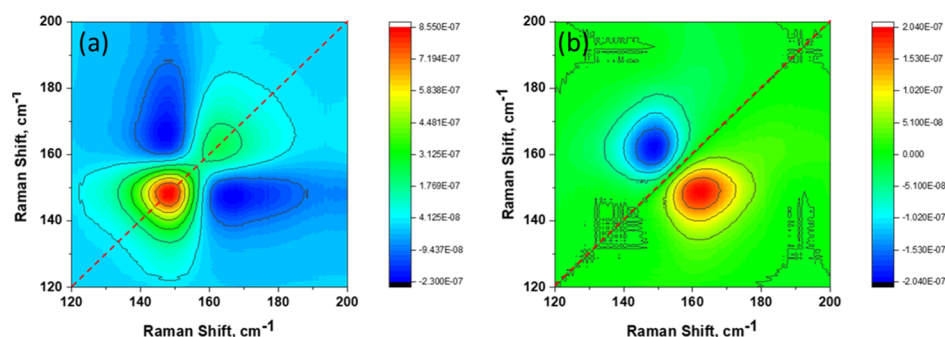 (a)
200
180
160
140
120
120
140
160
180
200
Raman Shift, cm-1
Raman Shift, cm-1
8.550E-07
7.194E-07
5.838E-07
4.481E-07
3.125E-07
1.769E-07
4.125E-08
-9.437E-08
-2.300E-07
(b)
200
180
160
140
120
120
140
160
180
200
Raman Shift, cm-1
Raman Shift, cm-1
2.040E-07
1.530E-07
1.020E-07
5.100E-08
0.000
-5.100E-08
-1.020E-07
-1.530E-07
-2.040E-07